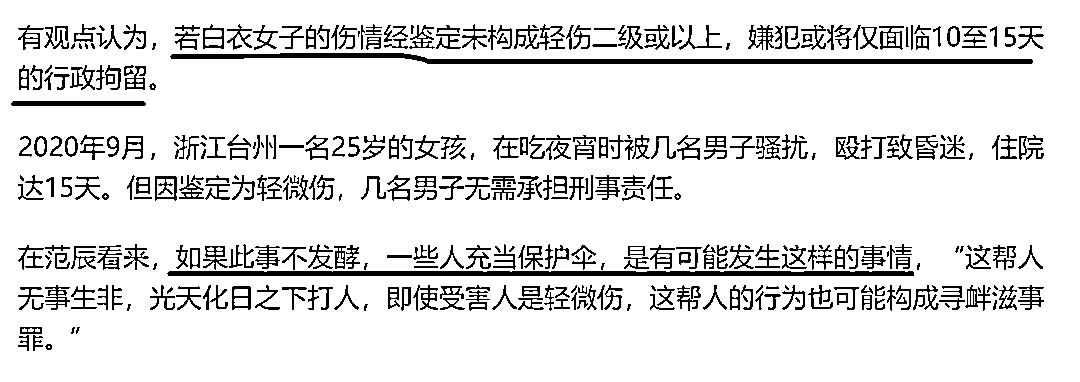 有观点认为，若白衣女子的伤情经鉴定未构成轻伤二级或以上，嫌犯或将仅面临10至15天
的行政拘留。
2020年9月，浙江台州一名25岁的女孩，在吃夜宵时被几名男子骚扰，殴打致昏迷，住院
达15天。但因鉴定为轻微伤，几名男子无需承担刑事责任。
在范辰看来，如果此事不发酵，一些人充当保护伞，是有可能发生这样的事情，“这帮人
无事生非，光天化日之下打人，即使受害人是轻微伤，这帮人的行为也可能构成寻衅滋事
罪。”